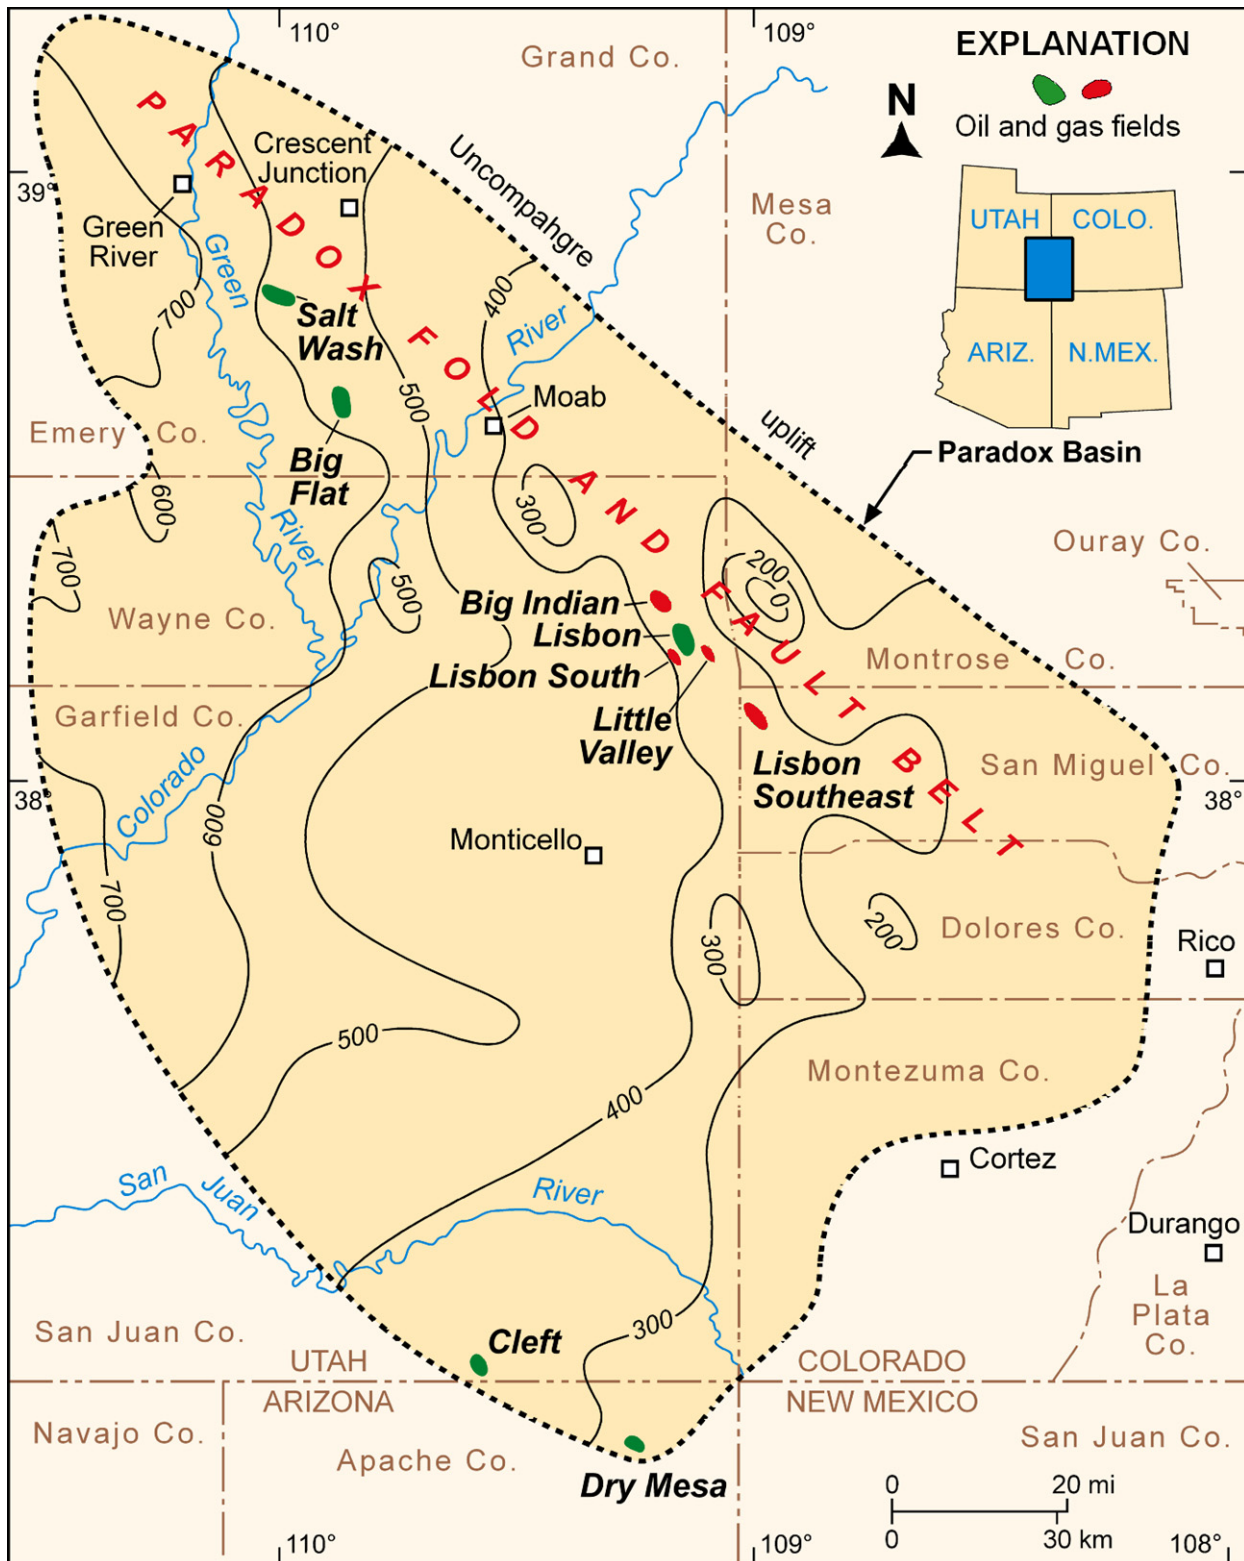 110°
109°
EXPLANATION
Oil and gas fields
N
Grand Co.
UTAH
COLO.
ARIZ.
N.MEX.
PARADOX FOLD AND FAULT BELT
Crescent
Junction
Uncompahgre
uplift
39°
Mesa
Co.
Green
River
Green
River
700
Salt
Wash
400
River
500
Moab
Emery Co.
Big
Flat
Paradox Basin
600
300
700
500
200
0
Ouray Co.
Wayne Co.
Big Indian
Lisbon
Lisbon South
Montrose Co.
Garfield Co.
Little
Valley
Lisbon
Southeast
San Miguel Co.
38°
38°
Colorado
600
Monticello
700
300
200
Dolores Co.
Rico
500
Montezuma Co.
400
Cortez
San Juan
River
Durango
La
Plata
Co.
San Juan Co.
300
Cleft
UTAH
COLORADO
ARIZONA
NEW MEXICO
Navajo Co.
Apache Co.
San Juan Co.
Dry Mesa
0
20 mi
0
30 km
110°
109°
108°